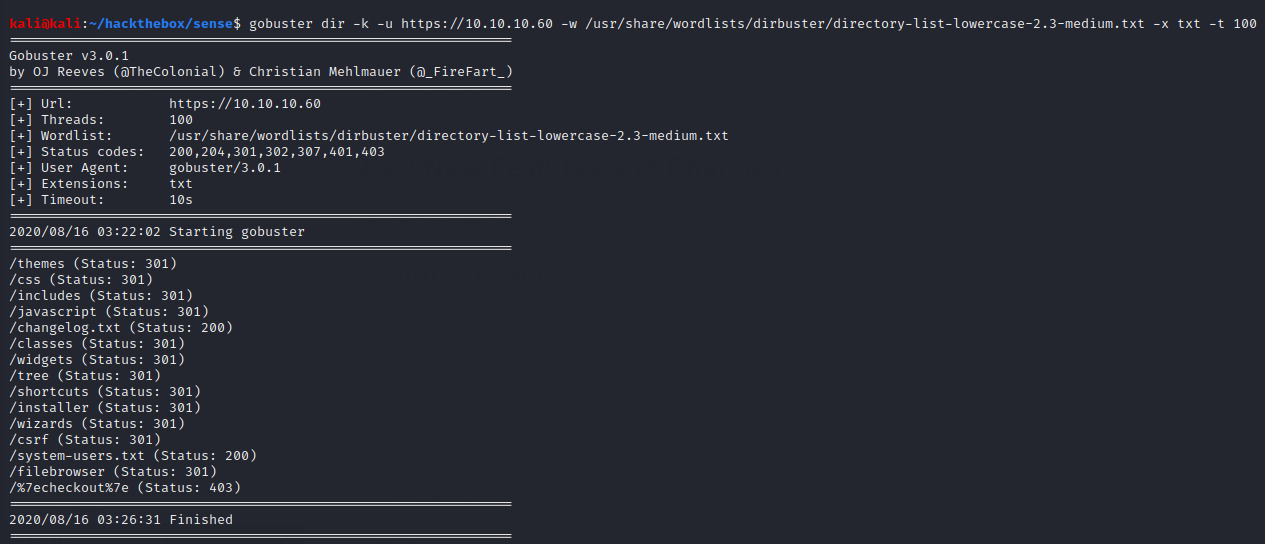 kali@kali:~/hackthebox/sense$ gobuster dir -k -u https://10.10.10.60 -w /usr/share/wordlists/dirbuster/directory-list-lowercase-2.3-medium.txt -x txt -t 100
===============================================================
Gobuster v3.0.1
by OJ Reeves (@TheColonial) & Christian Mehlmauer (@_FireFart_)
===============================================================
[+] Url:            https://10.10.10.60
[+] Threads:        100
[+] Wordlist:       /usr/share/wordlists/dirbuster/directory-list-lowercase-2.3-medium.txt
[+] Status codes:   200,204,301,302,307,401,403
[+] User Agent:     gobuster/3.0.1
[+] Extensions:     txt
[+] Timeout:        10s
===============================================================
2020/08/16 03:22:02 Starting gobuster
===============================================================
/themes (Status: 301)
/css (Status: 301)
/includes (Status: 301)
/javascript (Status: 301)
/changelog.txt (Status: 200)
/classes (Status: 301)
/widgets (Status: 301)
/tree (Status: 301)
/shortcuts (Status: 301)
/installer (Status: 301)
/wizards (Status: 301)
/csrf (Status: 301)
/system-users.txt (Status: 200)
/filebrowser (Status: 301)
/%7echeckout%7e (Status: 403)
===============================================================
2020/08/16 03:26:31 Finished
===============================================================